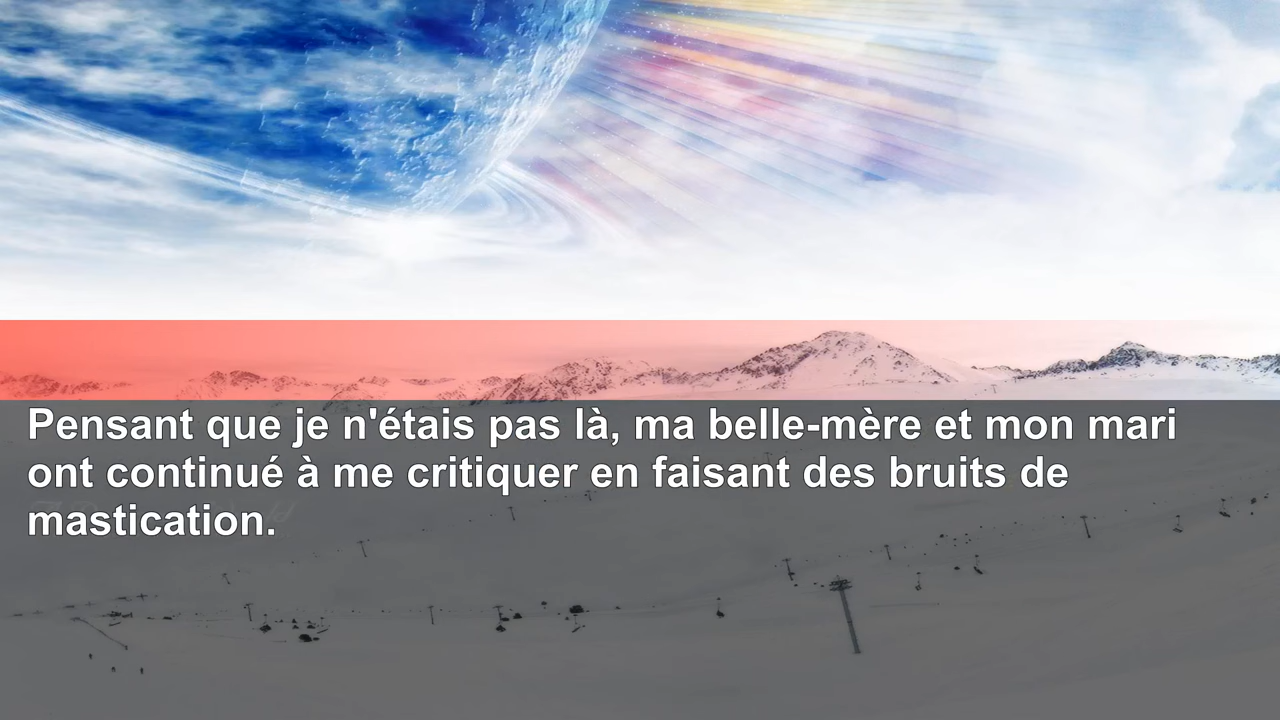 Pensant que je n'étais pas là, ma belle-mère et mon mari
ont continué à me critiquer en faisant des bruits de
mastication.